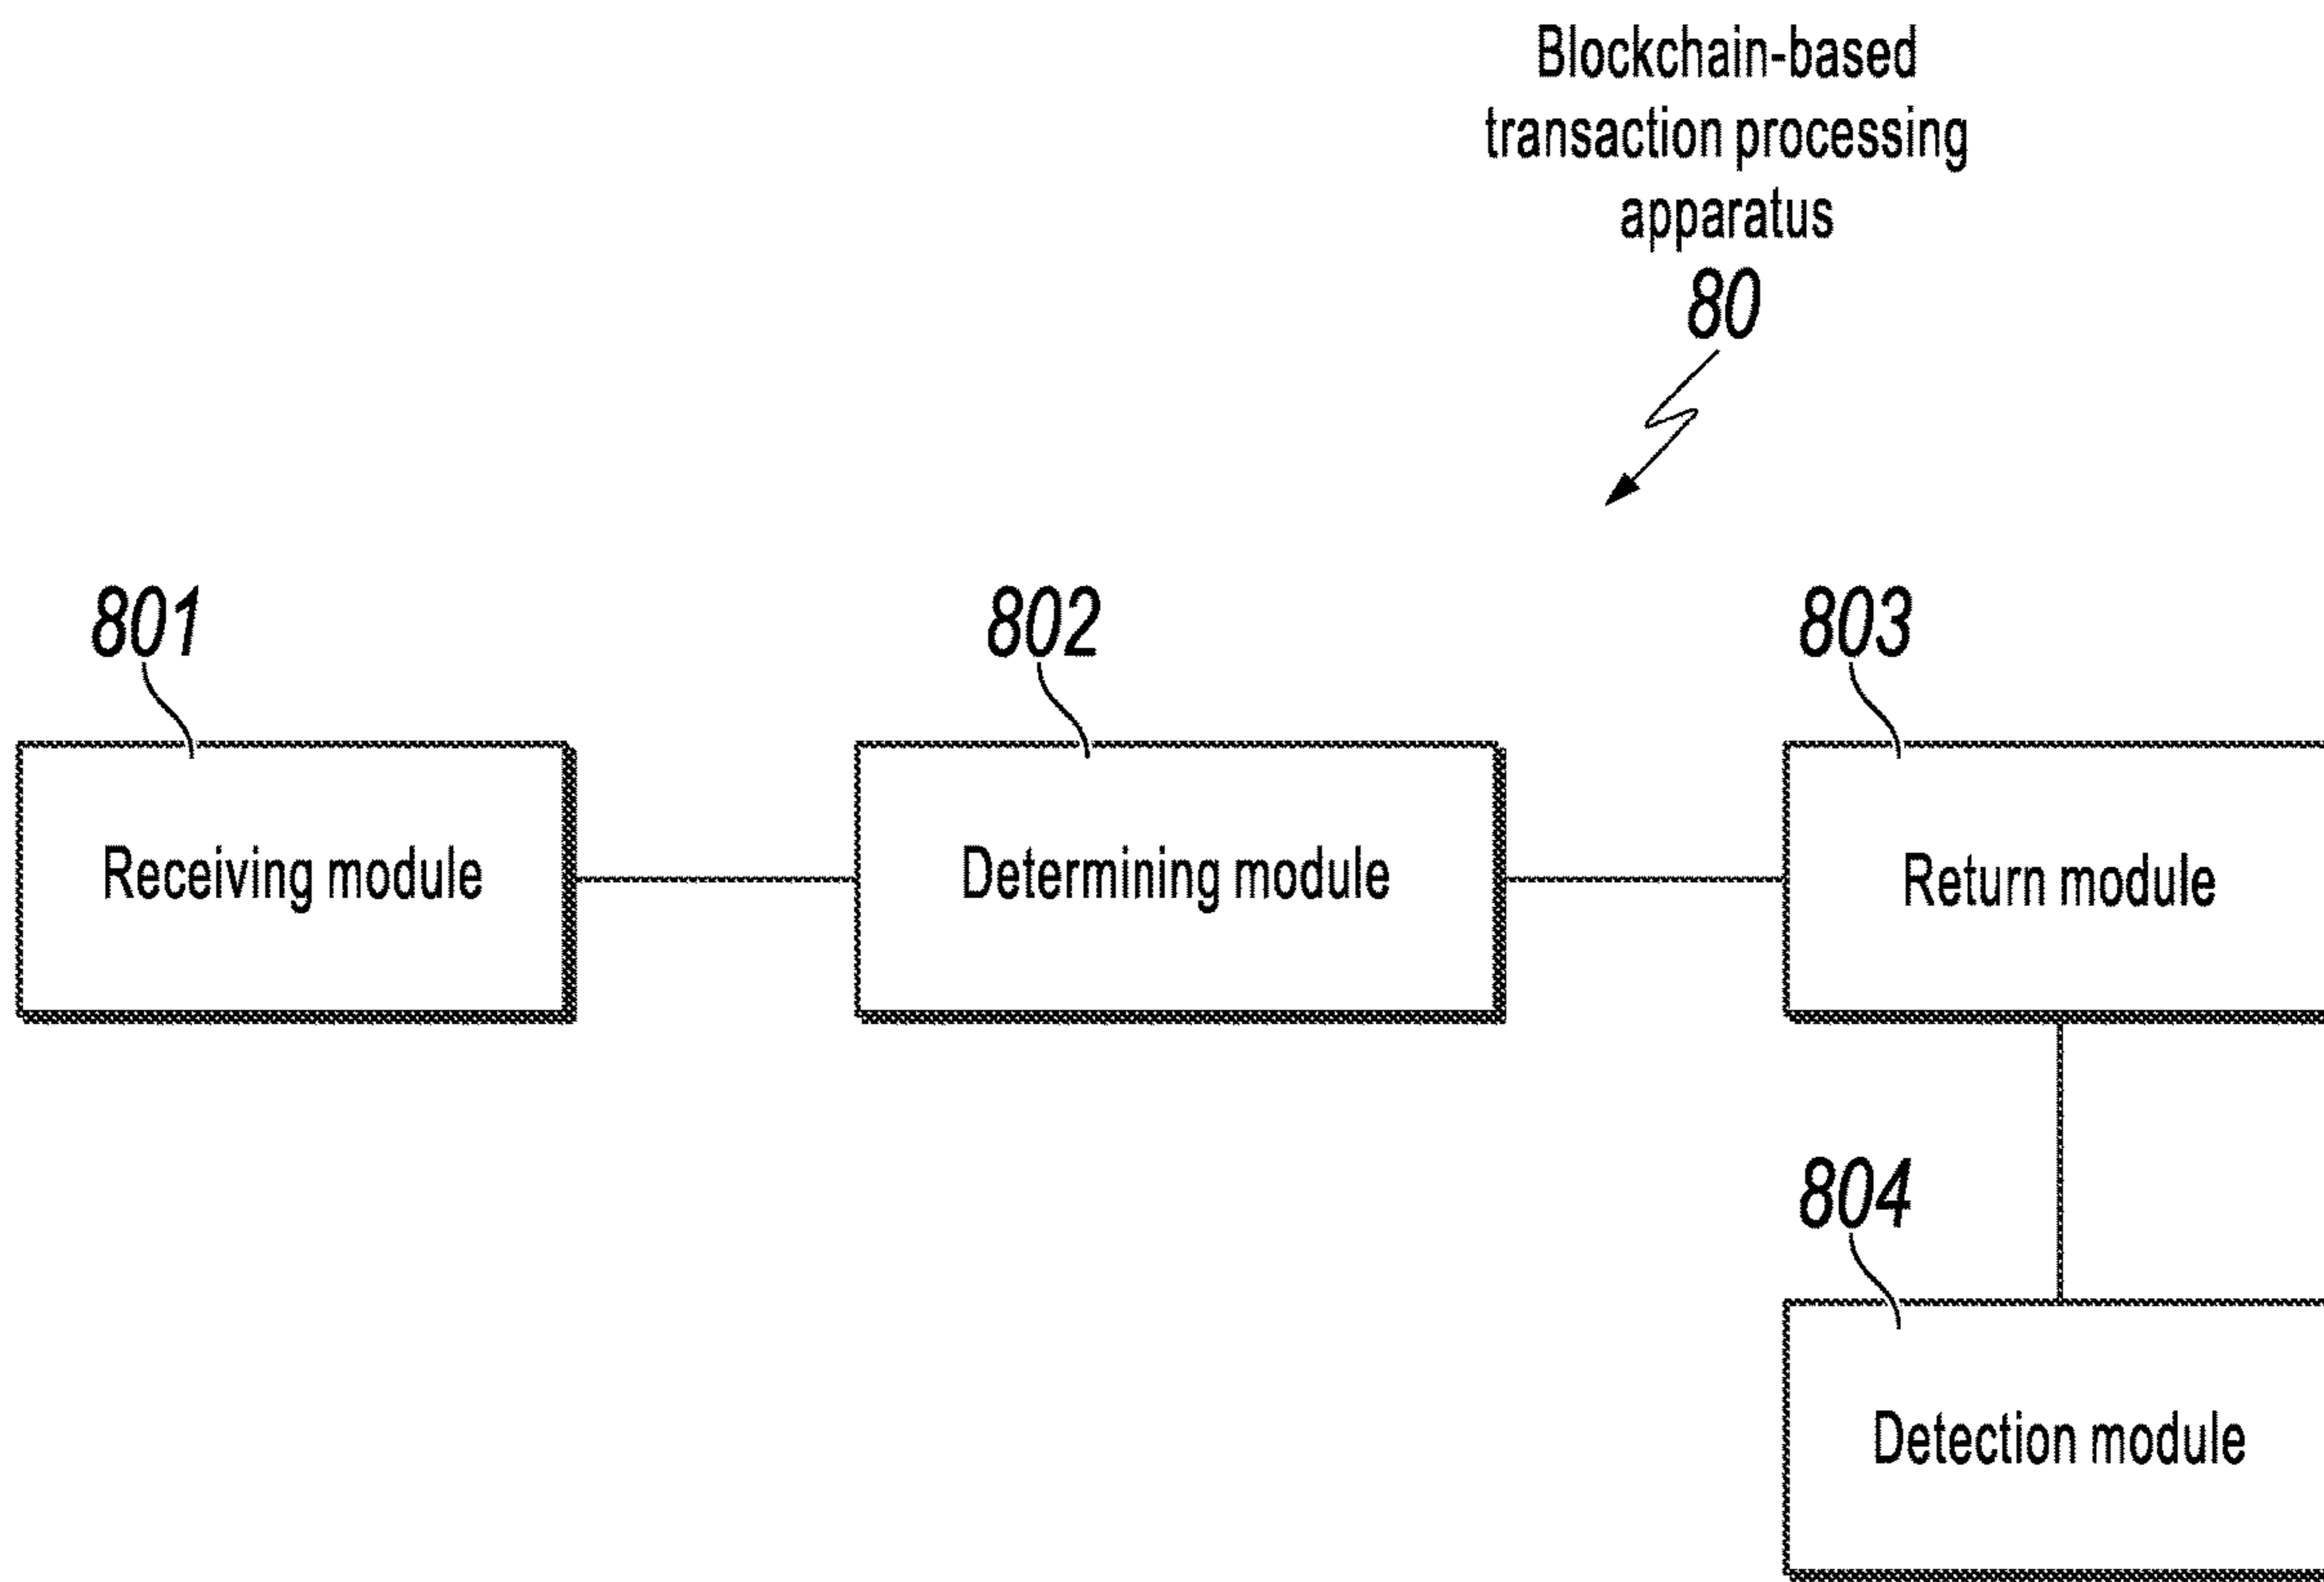 Blockchain-based
transaction processing
apparatus
80
801
802
803
Receiving module
Determining module
Return module
804
Detection module